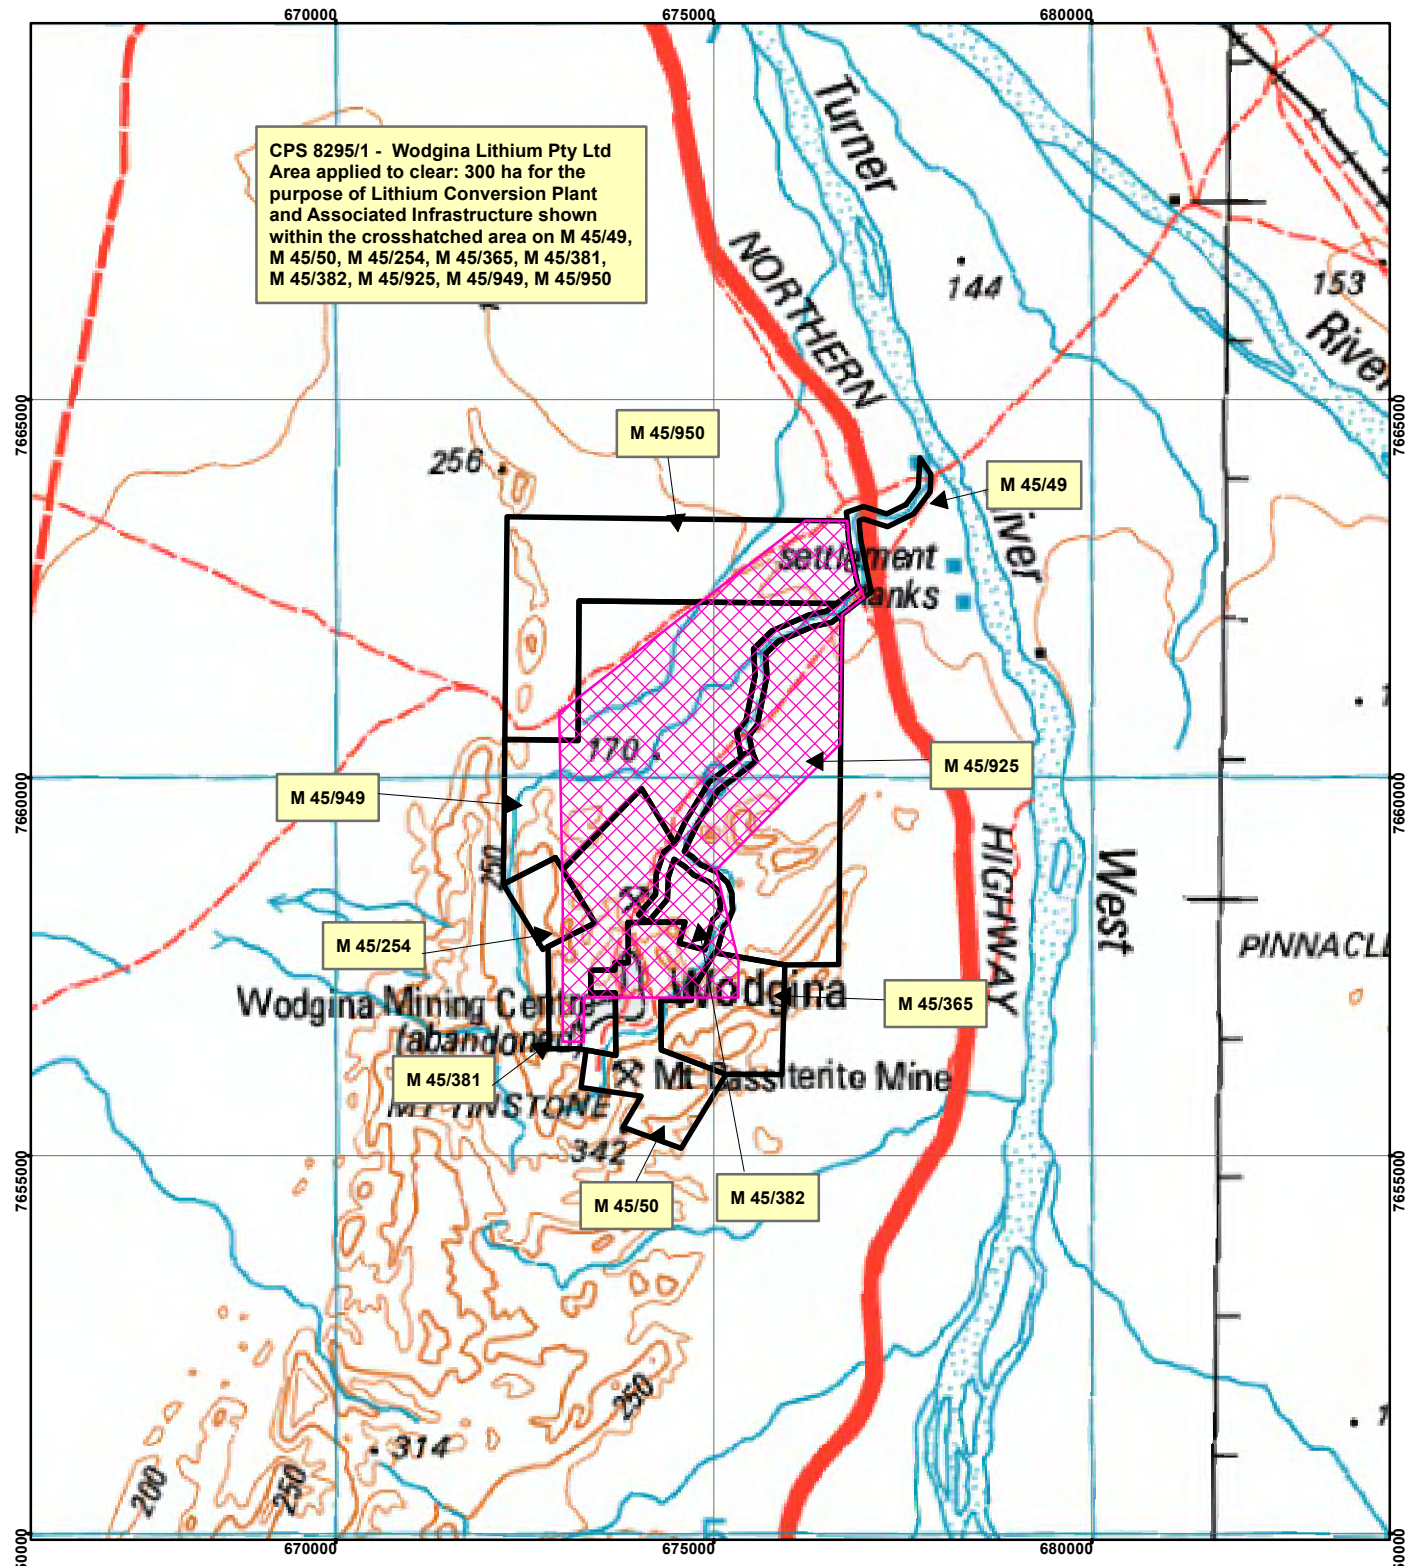 670000
675000
680000
CPS 8295/1 - Wodgina Lithium Pty Ltd
Area applied to clear: 300 ha for the
purpose of Lithium Conversion Plant
and Associated Infrastructure shown
within the crosshatched area on M 45/49,
M 45/50, M 45/254, M 45/365, M 45/381,
M 45/382, M 45/925, M 45/949, M 45/950
Turner
River
NORTHERN
144
153
River
7665000
7665000
M 45/950
256
M 45/49
settlement
170
M 45/925
7660000
7660000
M 45/949
250
HIGHWAY
West
M 45/254
PINNACLE
Wodgina
Wodgina Mining Centre
(abandoned)
M 45/365
M 45/381
Mt Cassiterite Mine
MT TINSTONE
342
7655000
7655000
M 45/50
M 45/382
250
314
200
250
670000
675000
680000